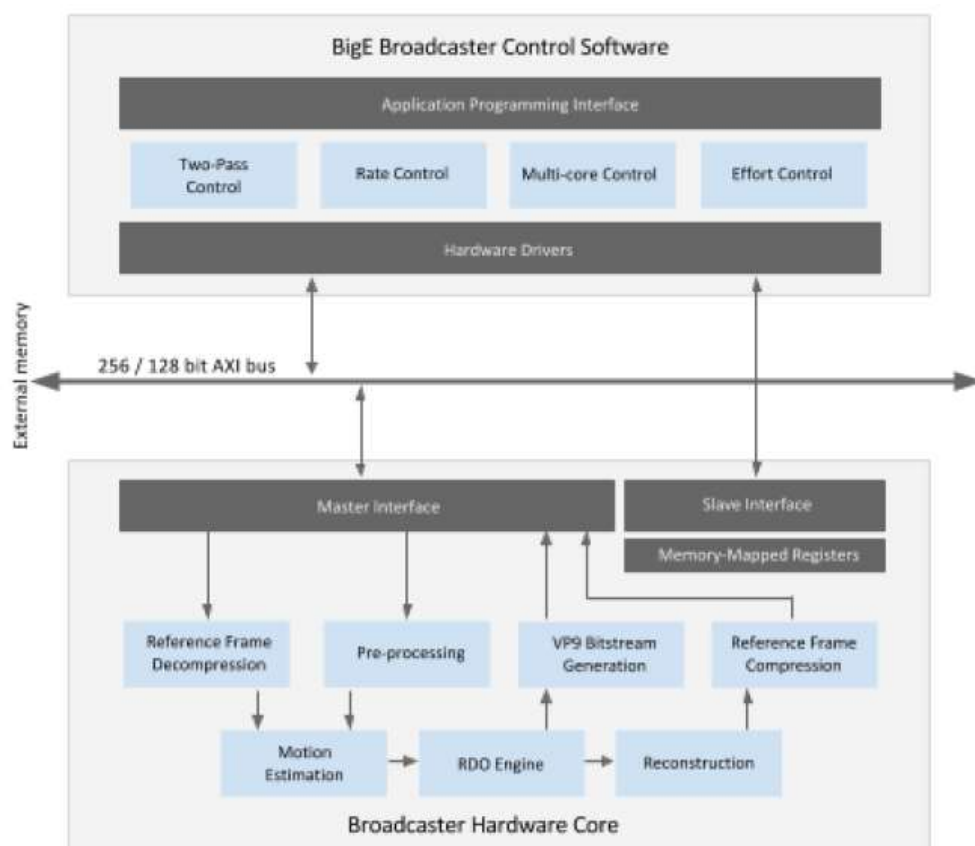 BigE Broadcaster Control Software
Application Programming Interface
Two-Pass
Control
Rate Control
Multi-core Control
Effort Control
Hardware Drivers
External memory
256 / 128 bit AXI bus
Master Interface
Slave Interface
Memory-Mapped Registers
Reference Frame
Decompression
Pre-processing
VP9 Bitstream
Generation
Reference Frame
Compression
Motion
Estimation
RDO Engine
Reconstruction
Broadcaster Hardware Core